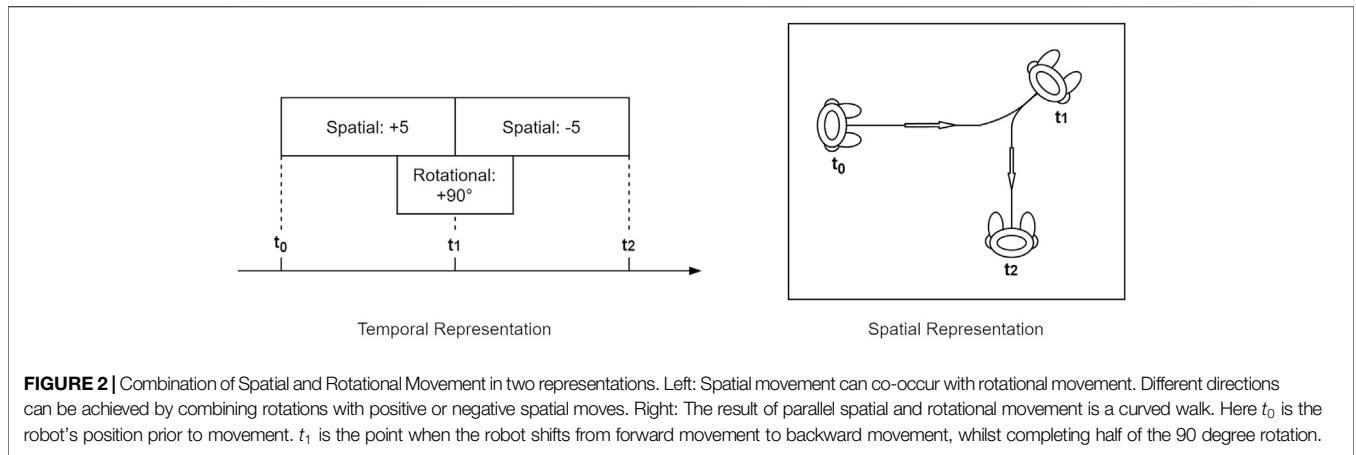 Spatial: +5
Spatial: -5
Rotational:
+90°
t0
t1
t2
Temporal Representation
t0
t1
t2
Spatial Representation
FIGURE 2 | Combination of Spatial and Rotational Movement in two representations. Left: Spatial movement can co-occur with rotational movement. Different directions
can be achieved by combining rotations with positive or negative spatial moves. Right: The result of parallel spatial and rotational movement is a curved walk. Here t0 is the
robot’s position prior to movement. t1 is the point when the robot shifts from forward movement to backward movement, whilst completing half of the 90 degree rotation.